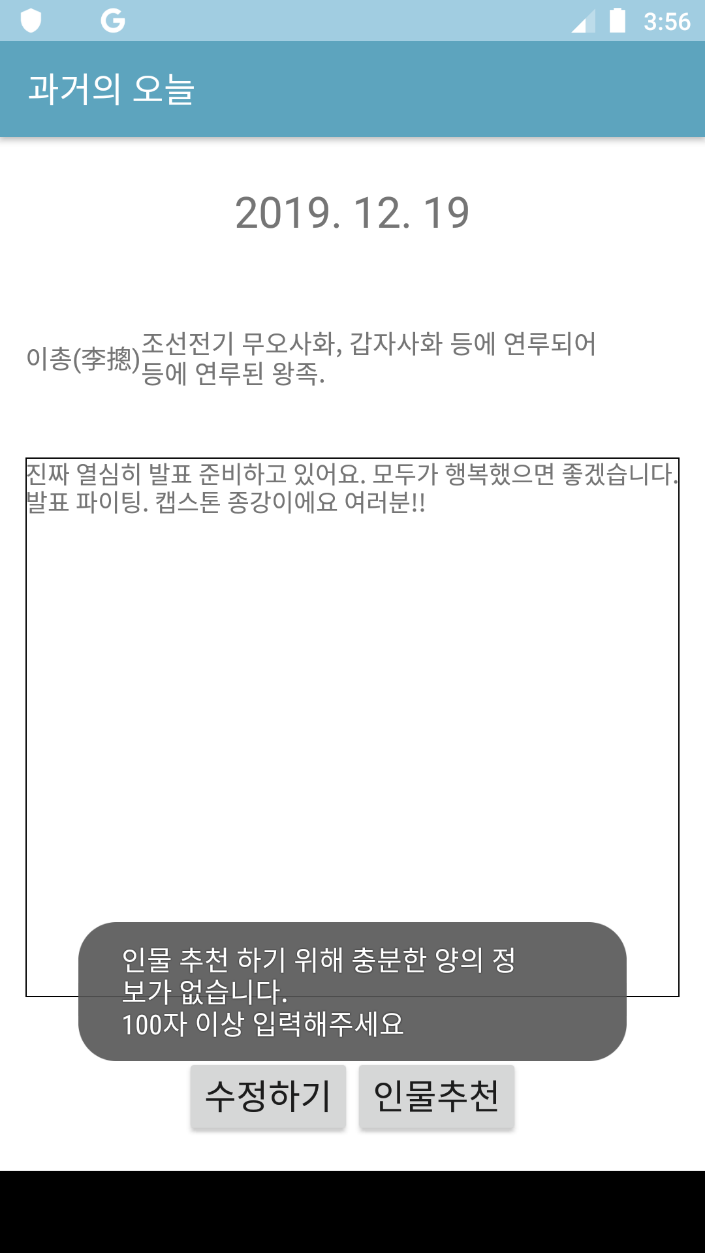 3:56
과거의 오늘
2019. 12. 19
이총(李摠)
조선전기 무오사화, 갑자사화 등에 연루되어
등에 연루된 왕족.
진짜 열심히 발표 준비하고 있어요. 모두가 행복했으면 좋겠습니다.
발표 파이팅. 캡스톤 종강이에요 여러분!!
인물 추천 하기 위해 충분한 양의 정
보가 없습니다.
100자 이상 입력해주세요
수정하기 인물추천